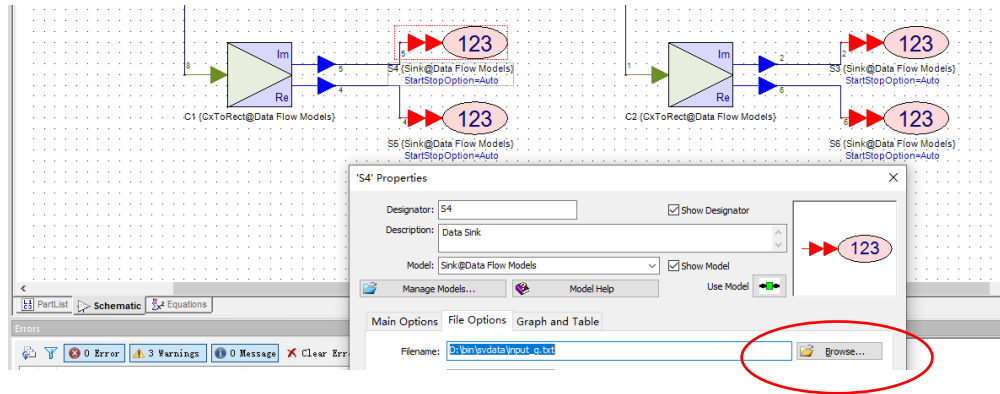 123
123
Im
5
2
Im
8
S4 {Sink@Data Flow Models}
1
2
S3 {Sink@Data Flow Models}
5
StartStopOption=Auto
StartStopOption=Auto
Re
4
Re
6
C1 {CxToRect@Data Flow Models}
4
123
C2 {CxToRect@Data Flow Models}
6
123
S5 {Sink@Data Flow Models}
S6 {Sink@Data Flow Models}
StartStopOption=Auto
StartStopOption=Auto
'S4' Properties
Designator: S4
Show Designator
Description: Data Sink
123
Model: Sink@Data Flow Models
Show Model
Manage Models...
Model Help
Use Model
PartList
Schematic
Equations
Main Options
File Options
Graph and Table
Errors
0 Error
3 Warnings
0 Message
Clear Err
Filename: D:\bin\svdata\input_q.txt
Browse...